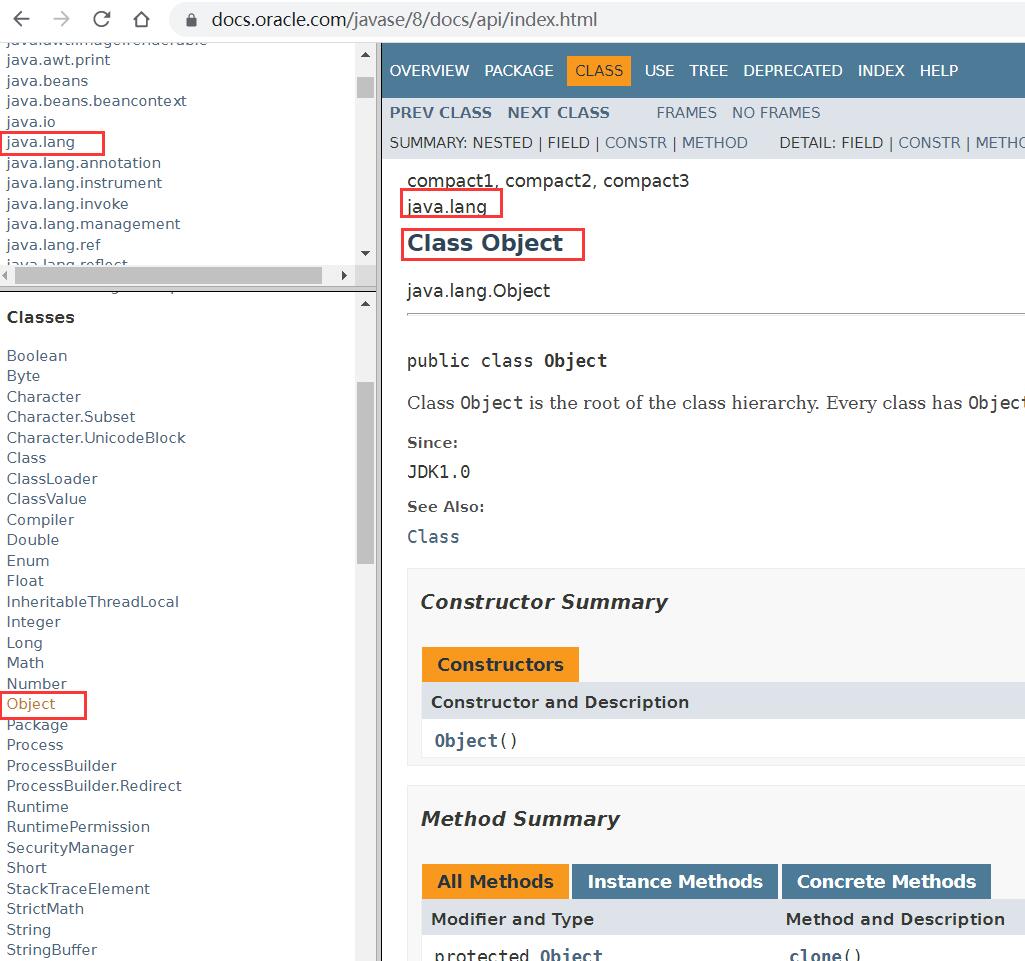 docs.oracle.com/javase/8/docs/api/index.html
java.awt.image.renderable
java.awt.print
java.beans
java.beans.beancontext
java.io
java.lang
java.lang.annotation
java.lang.instrument
java.lang.invoke
java.lang.management
java.lang.ref
java.lang.reflect
Classes
Boolean
Byte
Character
Character.Subset
Character.UnicodeBlock
Class
ClassLoader
ClassValue
Compiler
Double
Enum
Float
InheritableThreadLocal
Integer
Long
Math
Number
Object
Package
Process
ProcessBuilder
ProcessBuilder.Redirect
Runtime
RuntimePermission
SecurityManager
Short
StackTraceElement
StrictMath
String
StringBuffer
OVERVIEW PACKAGE CLASS USE TREE DEPRECATED INDEX HELP
PREV CLASS NEXT CLASS FRAMES NO FRAMES
SUMMARY: NESTED | FIELD | CONSTR | METHOD DETAIL: FIELD | CONSTR | METHO
compact1, compact2, compact3
java.lang
Class Object
java.lang.Object
public class Object
Class Object is the root of the class hierarchy. Every class has Object
Since:
JDK1.0
See Also:
Class
Constructor Summary
Constructors
Constructor and Description
Object()
Method Summary
All Methods Instance Methods Concrete Methods
Modifier and Type Method and Description
protected Object clone()